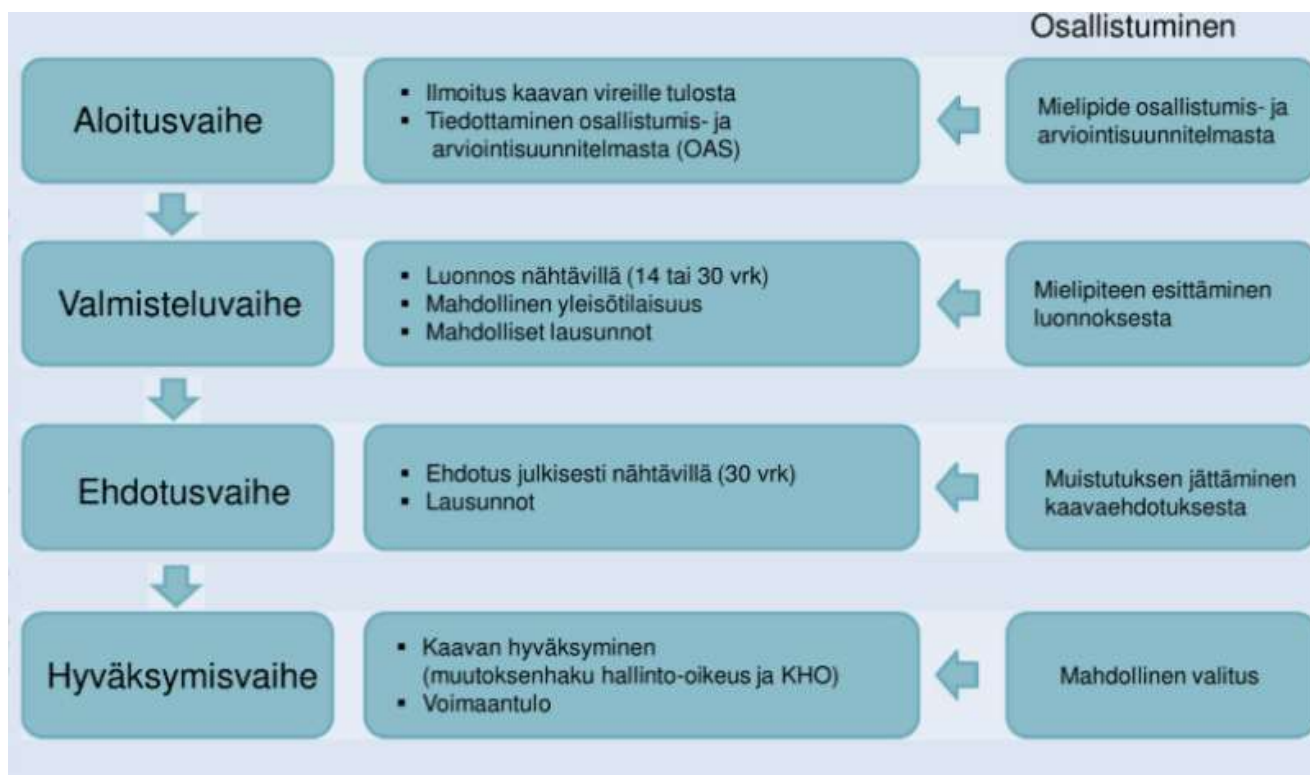 Osallistuminen
Aloitusvaihe
▪ Ilmoitus kaavan vireille tulosta
▪ Tiedottaminen osallistumis- ja
arviointisuunnitelmasta (OAS)
Mielipide osallistumis- ja
arviointisuunnitelmasta
Valmisteluvaihe
▪ Luonnos nähtävillä (14 tai 30 vrk)
▪ Mahdollinen yleisötilaisuus
▪ Mahdolliset lausunnot
Mielipiteen esittäminen
luonnoksesta
Ehdotusvaihe
▪ Ehdotus julkisesti nähtävillä (30 vrk)
▪ Lausunnot
Muistutuksen jättäminen
kaavaehdotuksesta
Hyväksymisvaihe
▪ Kaavan hyväksyminen
(muutoksenhaku hallinto-oikeus ja KHO)
▪ Voimaantulo
Mahdollinen valitus